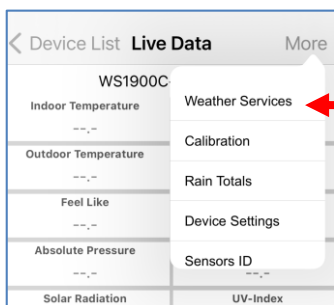 Device List Live Data More
WS1900C-
Indoor Temperature
--.-
Outdoor Temperature
--.-
Feel Like
--.-
Absolute Pressure
--.-
--.-
Solar Radiation
UV-Index
Weather Services
Calibration
Rain Totals
Device Settings
Sensors ID